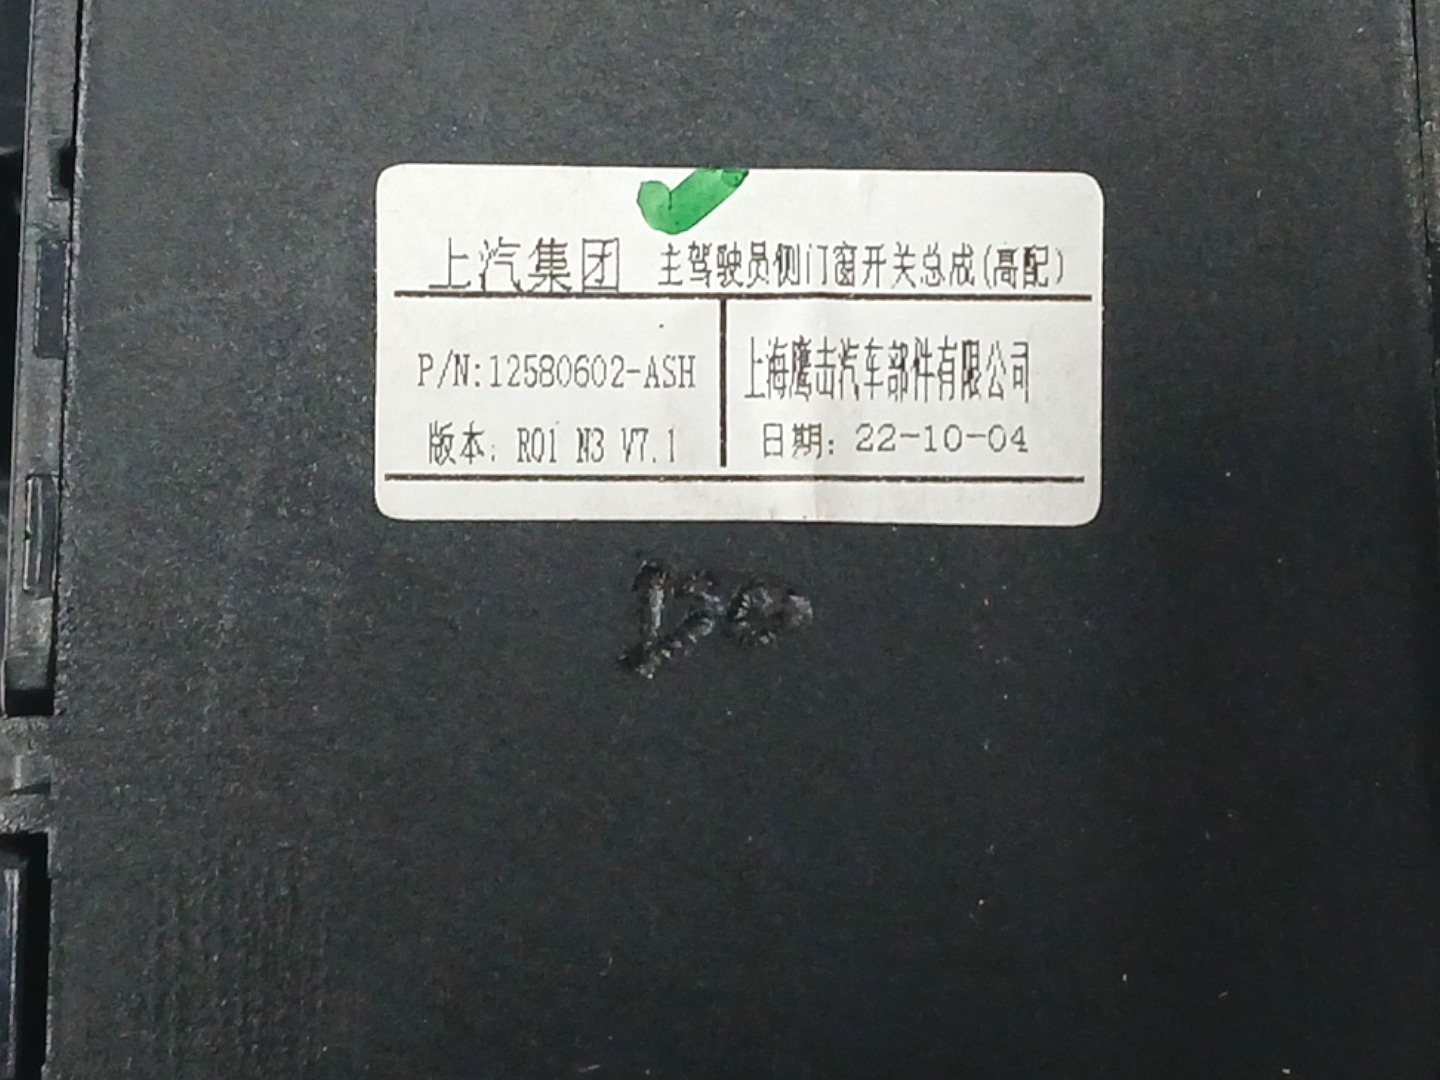 上汽集团 主驾驶员侧门窗开关总成(高配)
P/N:12580602-ASH
版本: R01 N3 V7.1
上海鹰击汽车部件有限公司
日期: 22-10-04